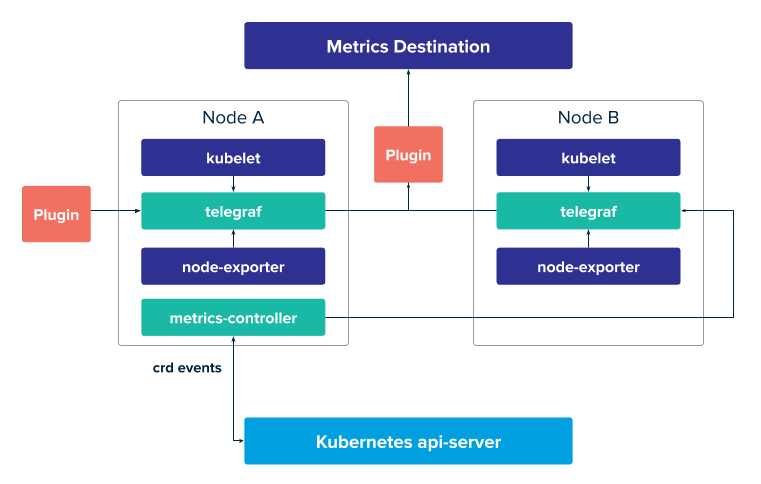 Metrics Destination
Node A
Node B
kubelet
Plugin
kubelet
Plugin
telegraf
telegraf
node-exporter
node-exporter
metrics-controller
crd events
Kubernetes api-server